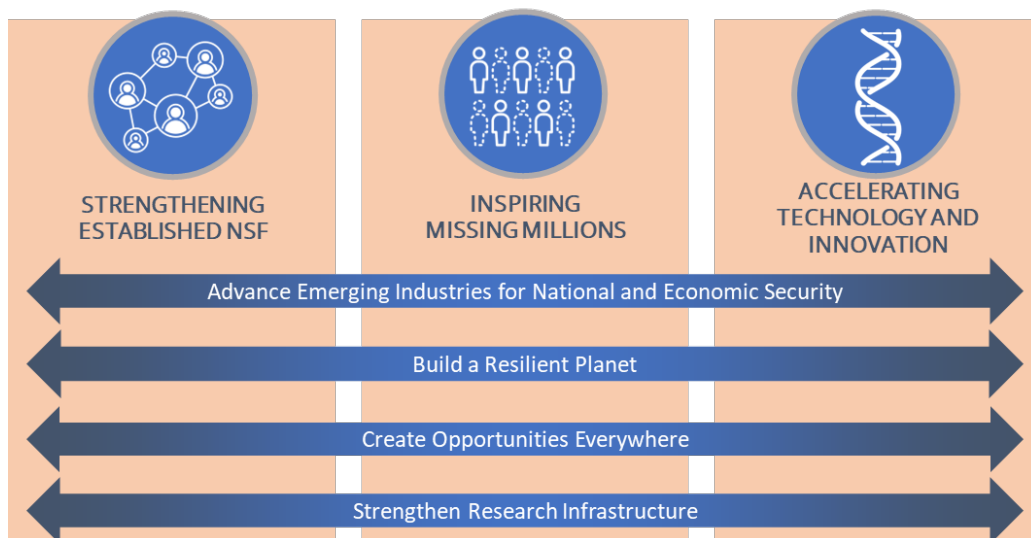 STRENGTHENING
ESTABLISHED NSF
INSPIRING
MISSING MILLIONS
ACCELERATING
TECHNOLOGY AND
INNOVATION
Advance Emerging Industries for National and Economic Security
Build a Resilient Planet
Create Opportunities Everywhere
Strengthen Research Infrastructure